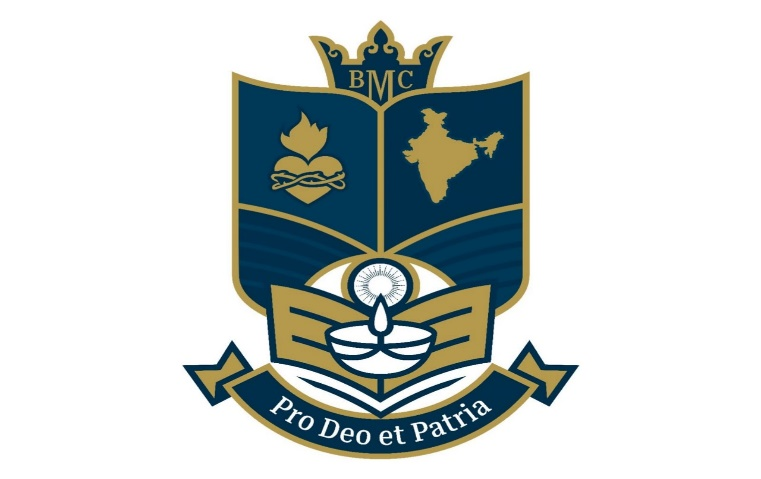 BMC
Pro Deo et Patria